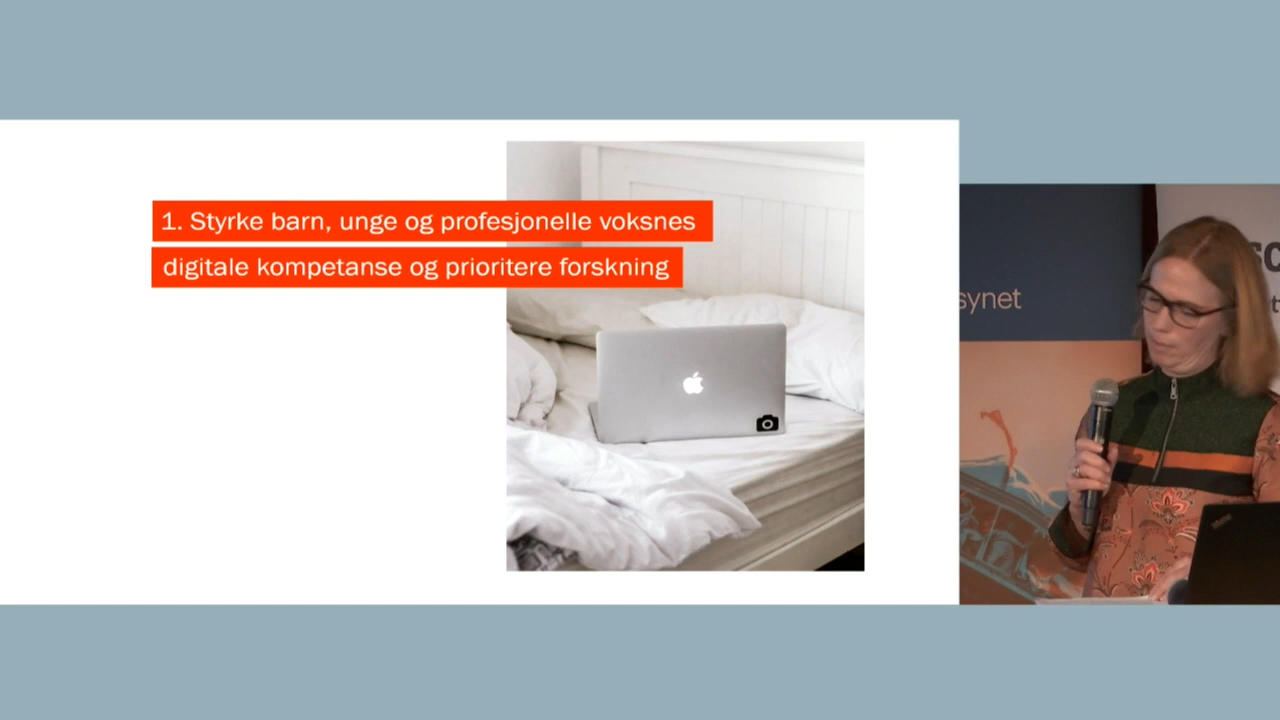 1. Styrke barn, unge og profesjonelle voksnes
digitale kompetanse og prioritere forskning
synet